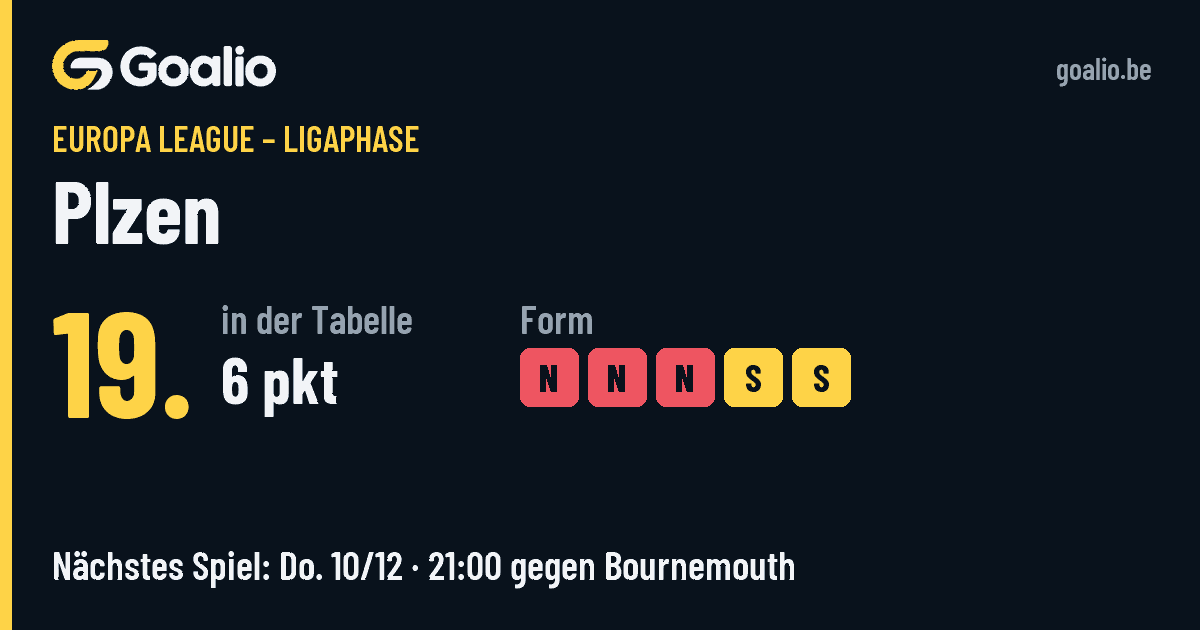 Goalio
goalio.be
EUROPA LEAGUE – LIGAPHASE
Plzen
19.
in der Tabelle
6 pkt
Form
N N N S S
Nächstes Spiel: Do. 10/12 · 21:00 gegen Bournemouth